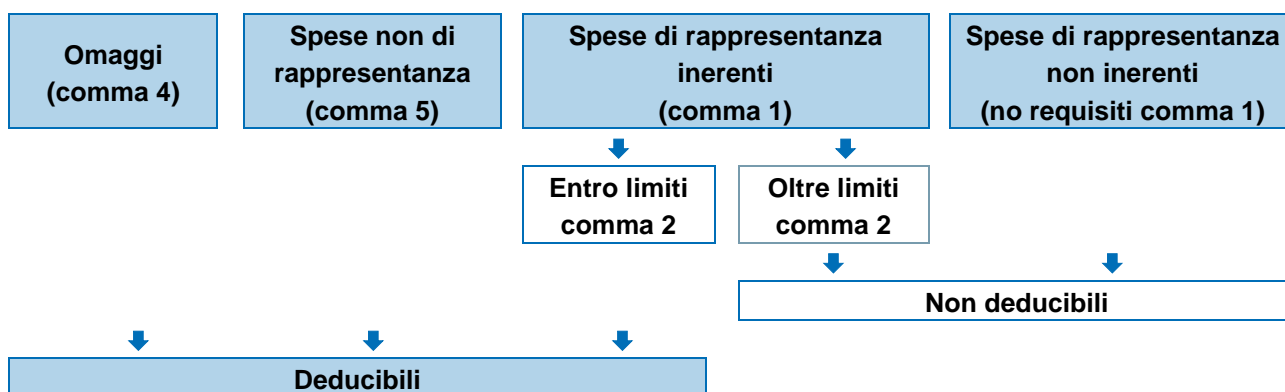 Omaggi
(comma 4)
Spese non di
rappresentanza
(comma 5)
Spese di rappresentanza
inerenti
(comma 1)
Spese di rappresentanza
non inerenti
(no requisiti comma 1)
Entro limiti
comma 2
Oltre limiti
comma 2
Non deducibili
Deducibili